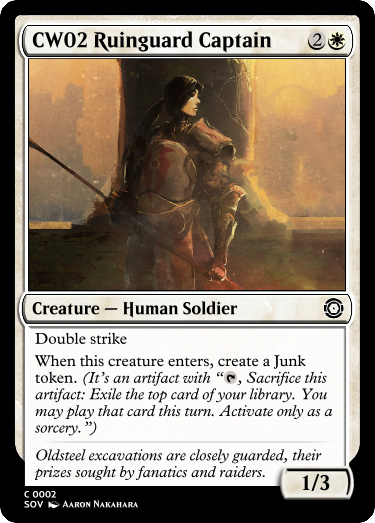 CW02 Ruinguard Captain 2
Creature — Human Soldier
Double strike
When this creature enters, create a Junk
token. (It's an artifact with “, Sacrifice this
artifact: Exile the top card of your library. You
may play that card this turn. Activate only as a
sorcery.”)
Oldsteel excavations are closely guarded, their
prizes sought by fanatics and raiders.
1/3
C 0002
SOV Aaron Nakahara